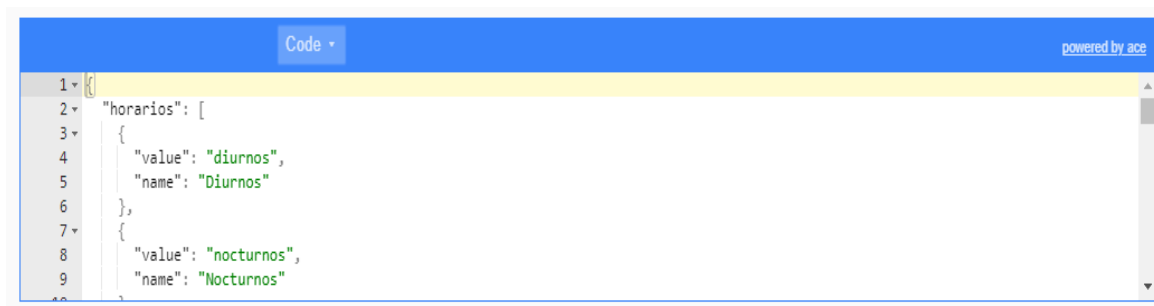 Code
powered by ace
1 {
2 "horarios": [
3 {
4 "value": "diurnos",
5 "name": "Diurnos"
6 },
7 {
8 "value": "nocturnos",
9 "name": "Nocturnos"
10 }